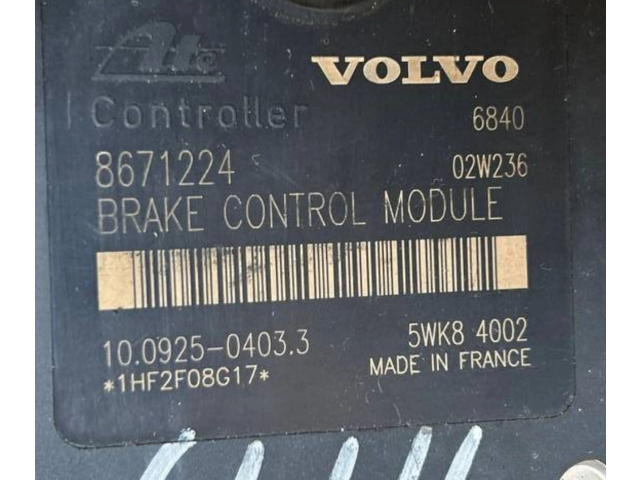 Ate VOLVO
Controller 6840
8671224 02W236
BRAKE CONTROL MODULE
10.0925-0403.3 5WK8 4002
*1HF2F08G17* MADE IN FRANCE